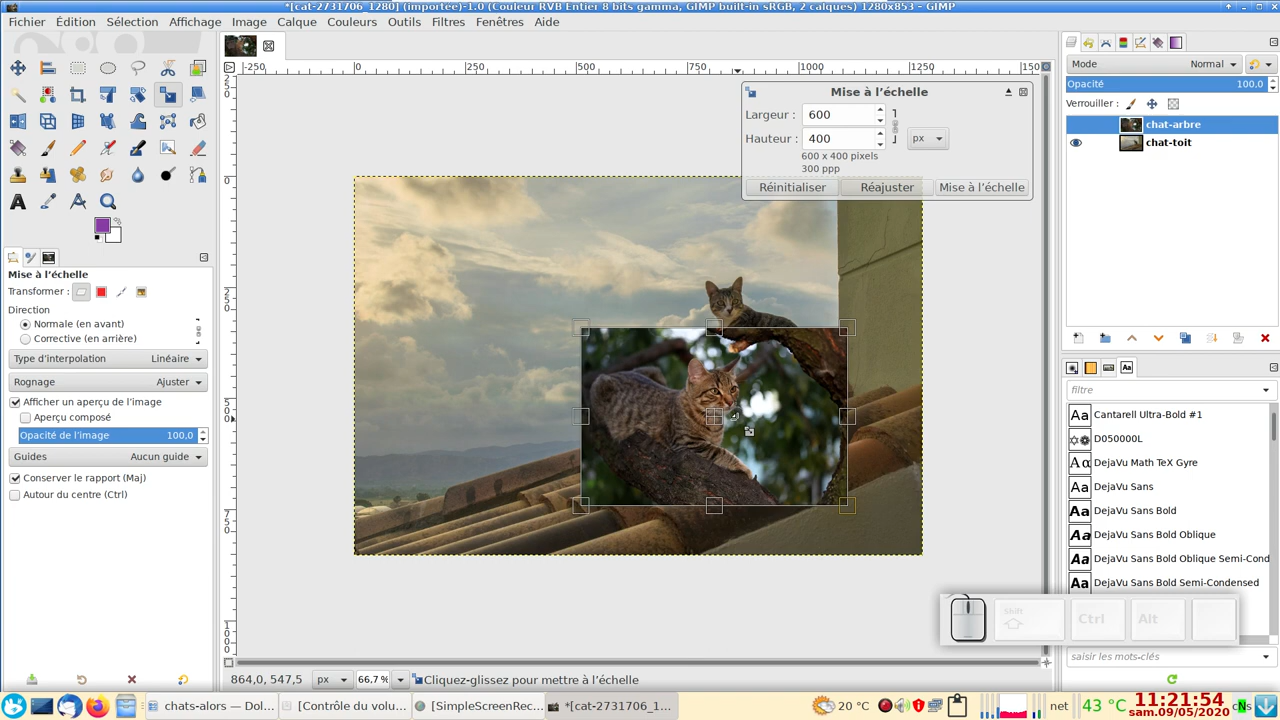 *[cat-2731706_1280] (importée)-1.0 (Couleur RVB Entier 8 bits gamma, GIMP built-in sRGB, 2 calques) 1280x853 – GIMP
Fichier Édition Sélection Affichage Image Calque Couleurs Outils Filtres Fenêtres Aide
-250 0 250 500 750 1000 1250 150
Mise à l’échelle
Largeur : 600
Hauteur : 400 px
600 x 400 pixels
300 ppp
Réinitialiser Réajuster Mise à l’échelle
Mise à l’échelle
Transformer :
Direction
Normale (en avant)
Corrective (en arrière)
Type d’interpolation Linéaire
Rognage Ajuster
Afficher un aperçu de l’image
Aperçu composé
Opacité de l’image 100,0
Guides Aucun guide
Conserver le rapport (Maj)
Autour du centre (Ctrl)
Mode Normal
Opacité 100,0
Verrouiller :
chat-arbre
chat-toit
filtre
Aa Cantarell Ultra-Bold #1
D050000L
DejaVu Math TeX Gyre
Aa DejaVu Sans
Aa DejaVu Sans Bold
Aa DejaVu Sans Bold Oblique
Aa DejaVu Sans Bold Oblique Semi-Cond
Aa DejaVu Sans Bold Semi-Condensed
Shift Ctrl Alt
saisir les mots-clés
864,0, 547,5 px 66,7 % Cliquez-glissez pour mettre à l’échelle
chats-alors — Dol... [Contrôle du volu... [SimpleScreenRec... *[cat-2731706_1... 20 °C net 43 °C 11:21:54
sam.09/05/2020